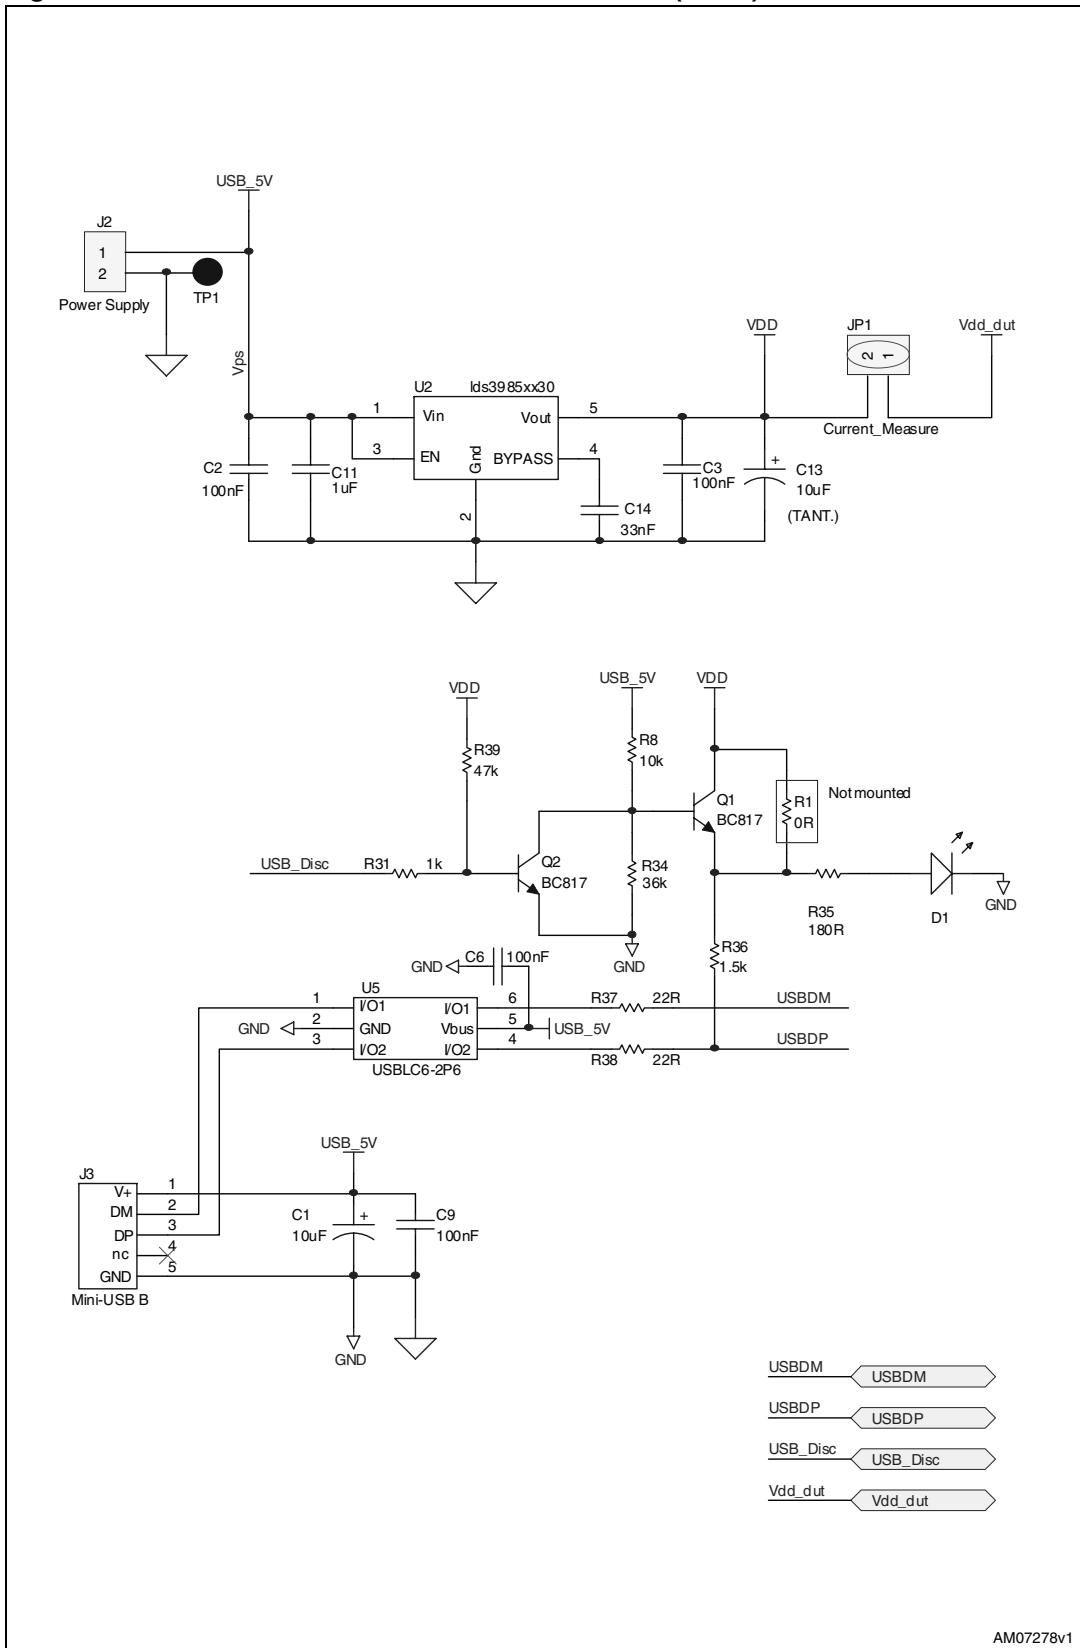 USB_5V
J2
1
2
Power Supply
TP1
Vps
VDD
JP1
2 1
Vdd_dut
Current_Measure
U2 lds3985xx30
1 Vin Vout 5
3 EN Gnd BYPASS 4
2
C2
100nF
C11
1uF
C14
33nF
C3
100nF
+
C13
10uF
(TANT.)
VDD
USB_5V
VDD
R39
47k
R8
10k
Q1
BC817
R1
0R
Not mounted
USB_Disc R31 1k
Q2
BC817
R34
36k
R35
180R
D1
GND
GND
R36
1.5k
GND C6 100nF
U5
1 I/O1 I/O1 6 R37 22R USBDM
GND 2 GND Vbus 5 USB_5V
3 I/O2 I/O2 4 R38 22R USBDP
USBLC6-2P6
USB_5V
J3
V+ 1
DM 2
DP 3
nc 4
GND 5
Mini-USB B
C1 +
10uF
C9
100nF
GND
USBDM USBDM
USBDP USBDP
USB_Disc USB_Disc
Vdd_dut Vdd_dut
AM07278v1